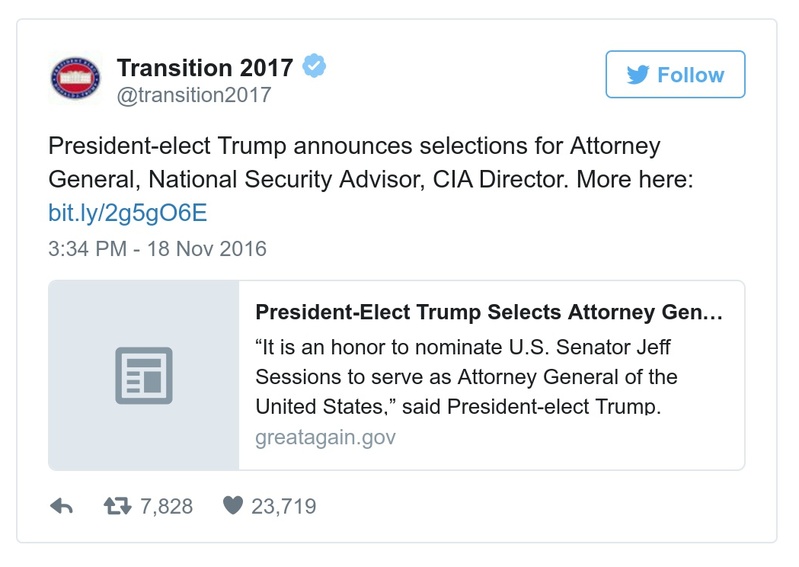 Transition 2017
@transition2017
Follow
President-elect Trump announces selections for Attorney
General, National Security Advisor, CIA Director. More here:
bit.ly/2g5gO6E
3:34 PM - 18 Nov 2016
President-Elect Trump Selects Attorney Gen…
“It is an honor to nominate U.S. Senator Jeff
Sessions to serve as Attorney General of the
United States,” said President-elect Trump.
greatagain.gov
7,828
23,719